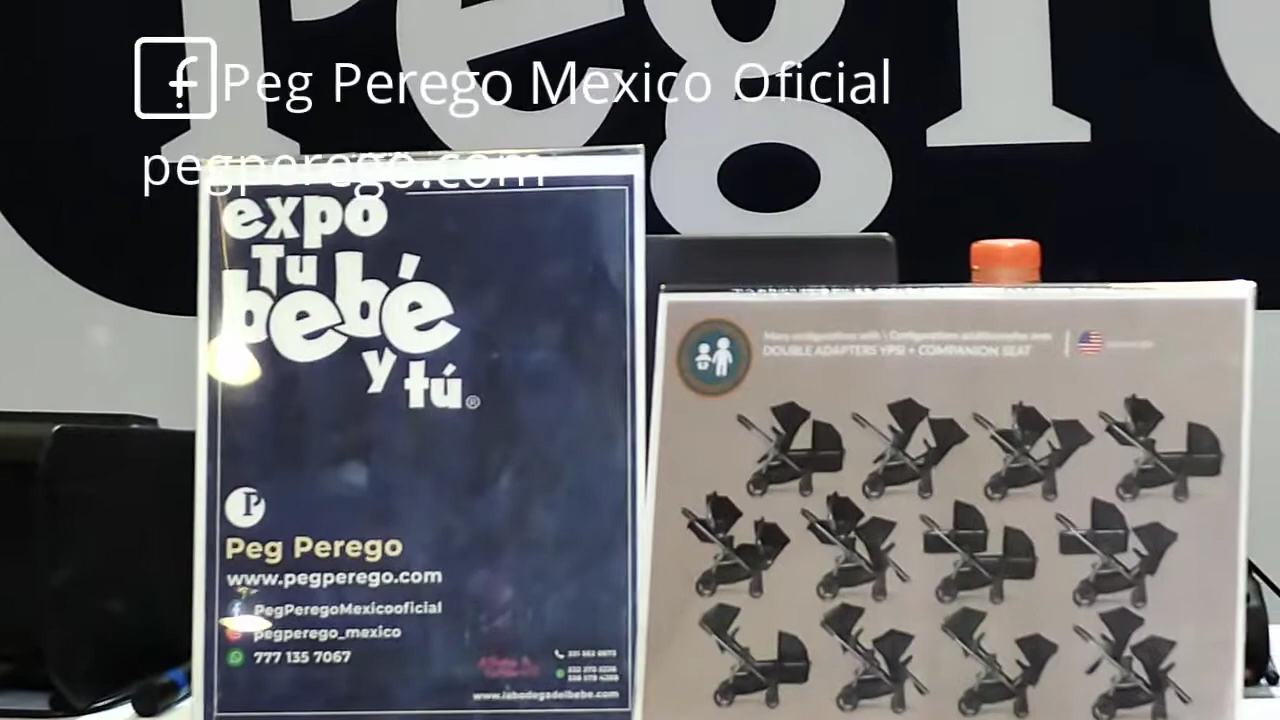 Peg Perego Mexico Oficial
pegperego.com
expo
Tu
bebé
y tú®
Peg Perego
www.pegperego.com
PegPeregoMexicooficial
pegperego_mexico
777 135 7067
www.labodegadelbebe.com
DOUBLE ADAPTERS YPSI + COMPANION SEAT